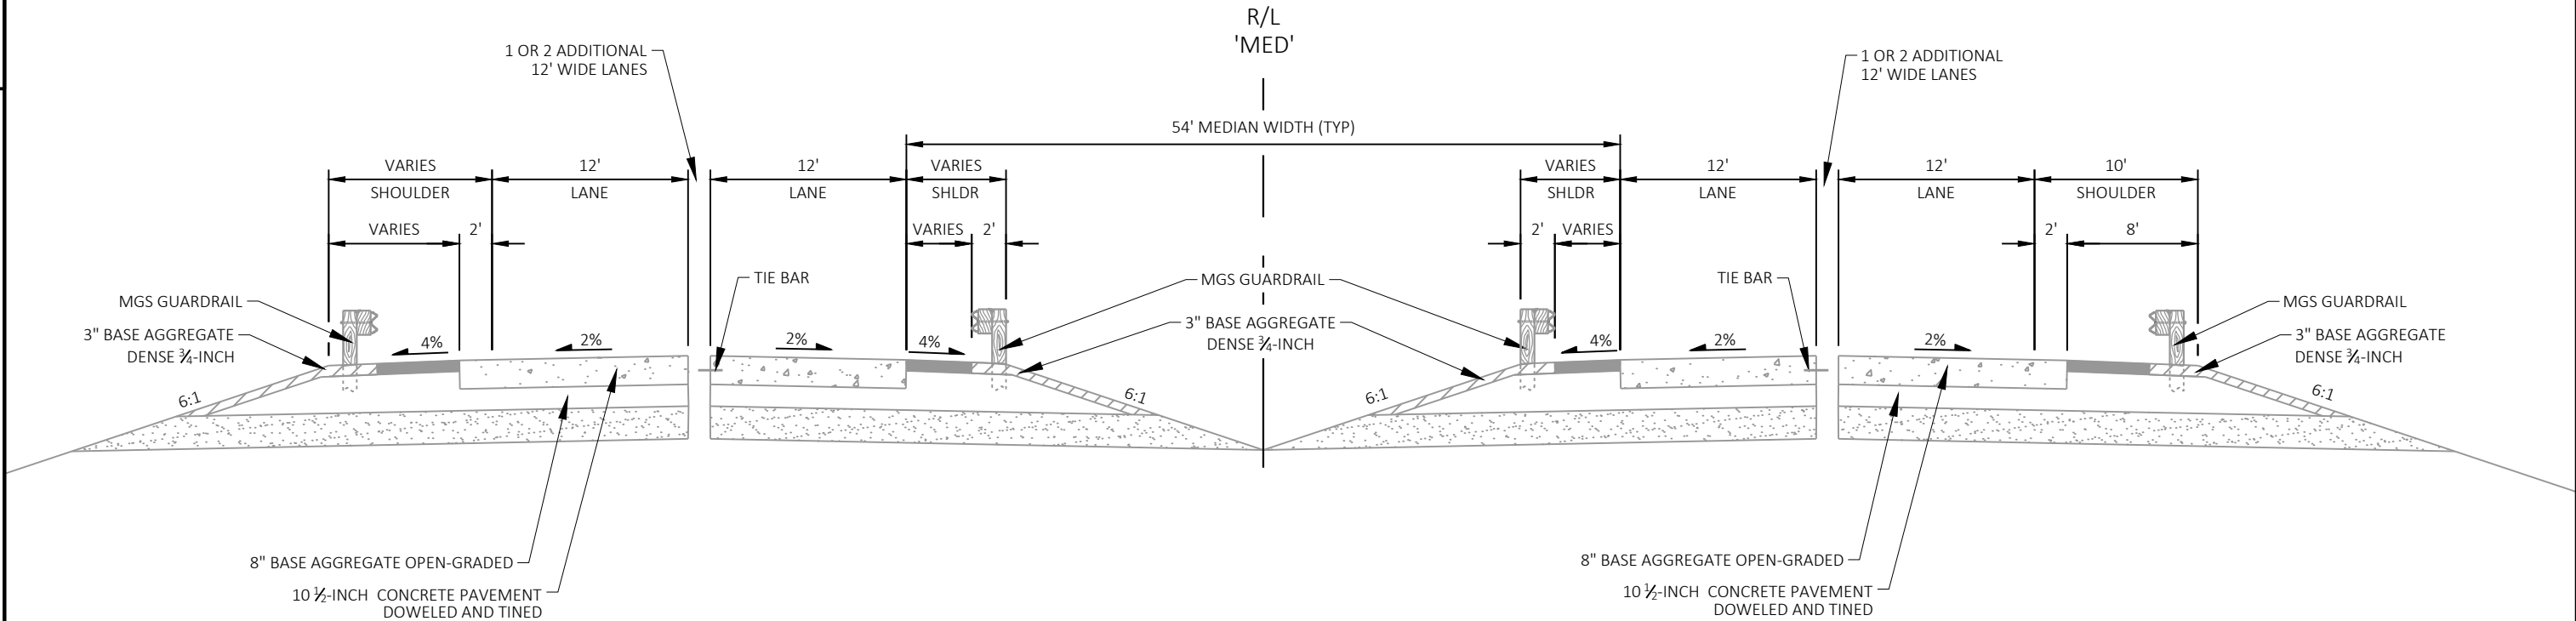 R/L
'MED'
1 OR 2 ADDITIONAL
12' WIDE LANES
1 OR 2 ADDITIONAL
12' WIDE LANES
54' MEDIAN WIDTH (TYP)
VARIES
SHOULDER
12'
LANE
12'
LANE
VARIES
SHLDR
VARIES
SHLDR
12'
LANE
12'
LANE
10'
SHOULDER
VARIES
2'
VARIES
2'
2'
VARIES
2'
8'
TIE BAR
MGS GUARDRAIL
TIE BAR
MGS GUARDRAIL
MGS GUARDRAIL
3" BASE AGGREGATE
DENSE ¾-INCH
3" BASE AGGREGATE
DENSE ¾-INCH
3" BASE AGGREGATE
DENSE ¾-INCH
4%
2%
2%
4%
4%
2%
2%
6:1
6:1
6:1
6:1
8" BASE AGGREGATE OPEN-GRADED
10 ½-INCH CONCRETE PAVEMENT
DOWELED AND TINED
8" BASE AGGREGATE OPEN-GRADED
10 ½-INCH CONCRETE PAVEMENT
DOWELED AND TINED